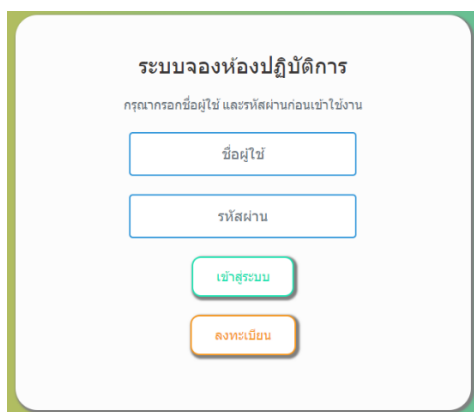 ระบบจองห้องปฏิบัติการ
กรุณากรอกชื่อผู้ใช้ และรหัสผ่านก่อนเข้าใช้งาน
ชื่อผู้ใช้
รหัสผ่าน
เข้าสู่ระบบ
ลงทะเบียน